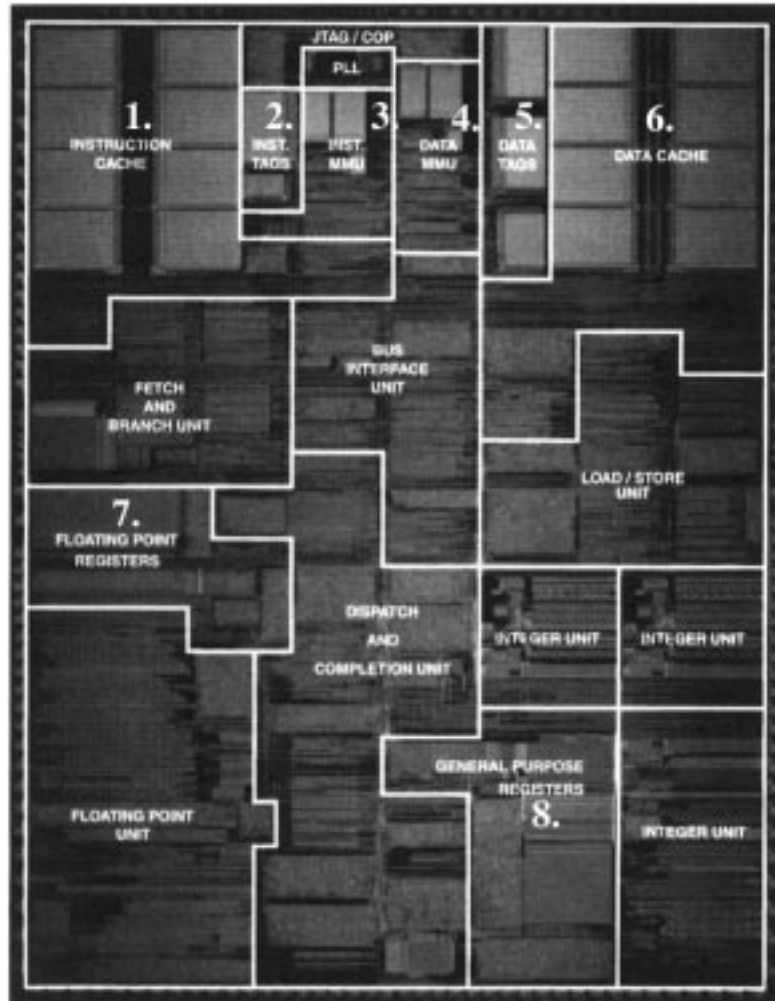 JTAG / COP
PLL
1.
INSTRUCTION
CACHE
2.
INST.
TAGS
3.
INST.
MMU
4.
DATA
MMU
5.
DATA
TAGS
6.
DATA CACHE
BUS
INTERFACE
UNIT
FETCH
AND
BRANCH UNIT
LOAD / STORE
UNIT
7.
FLOATING POINT
REGISTERS
DISPATCH
AND
COMPLETION UNIT
INTEGER UNIT
INTEGER UNIT
GENERAL PURPOSE
REGISTERS
8.
FLOATING POINT
UNIT
INTEGER UNIT